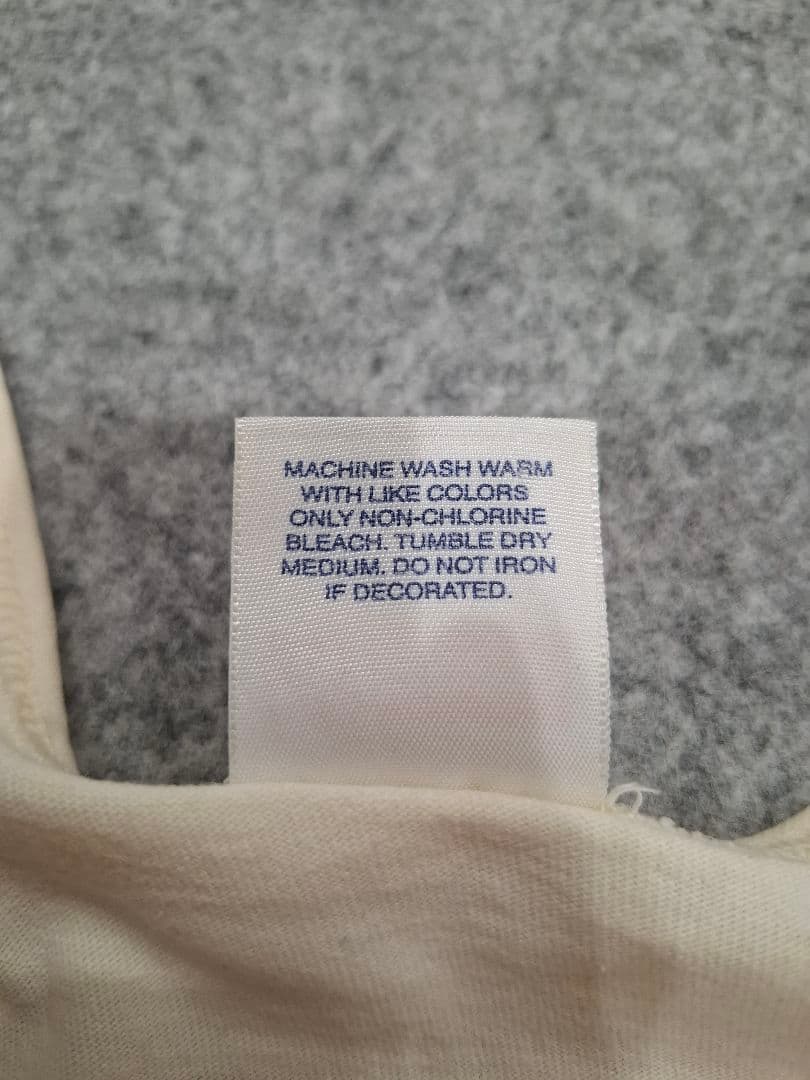 MACHINE WASH WARM
WITH LIKE COLORS
ONLY NON-CHLORINE
BLEACH. TUMBLE DRY
MEDIUM. DO NOT IRON
IF DECORATED.